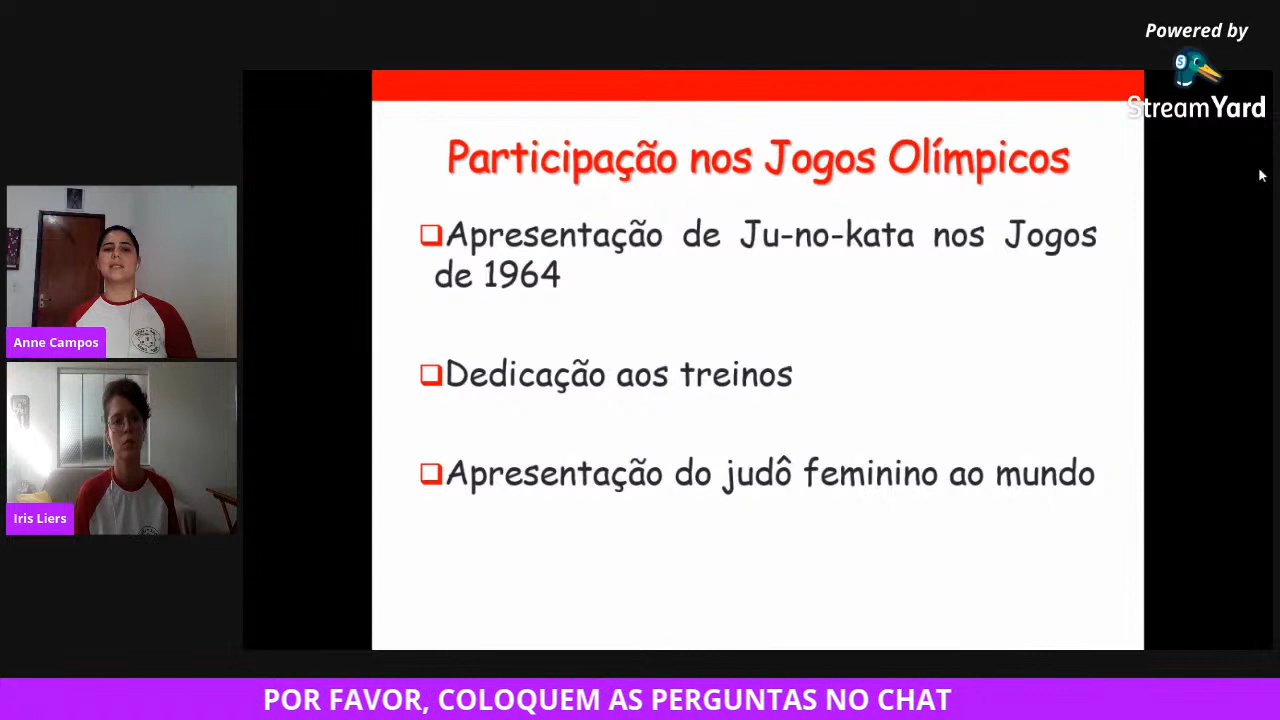 Powered by
StreamYard
Participação nos Jogos Olímpicos
Apresentação de Ju-no-kata nos Jogos
de 1964
Dedicação aos treinos
Apresentação do judô feminino ao mundo
Anne Campos
Iris Liers
POR FAVOR, COLOQUEM AS PERGUNTAS NO CHAT